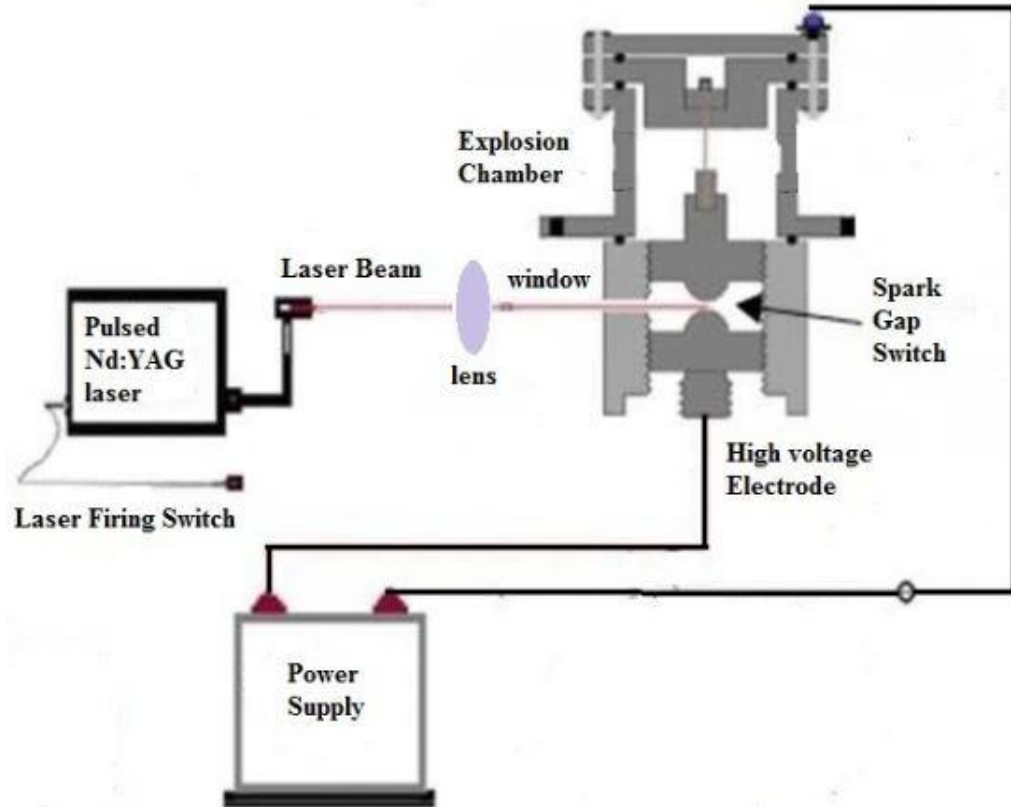 Explosion
Chamber
Laser Beam
window
Spark
Gap
Switch
Pulsed
Nd:YAG
laser
lens
High voltage
Electrode
Laser Firing Switch
Power
Supply